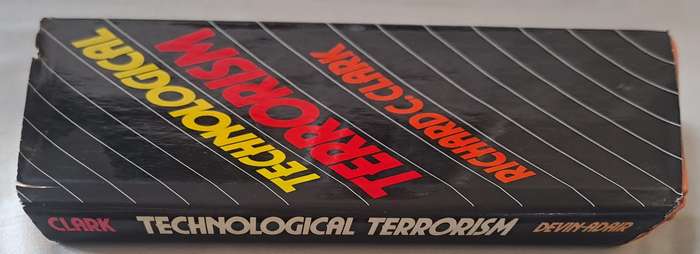 TECHNOLOGICAL
TERRORISM
RICHARD C CLARK
CLARK TECHNOLOGICAL TERRORISM DEVIN-ADAIR